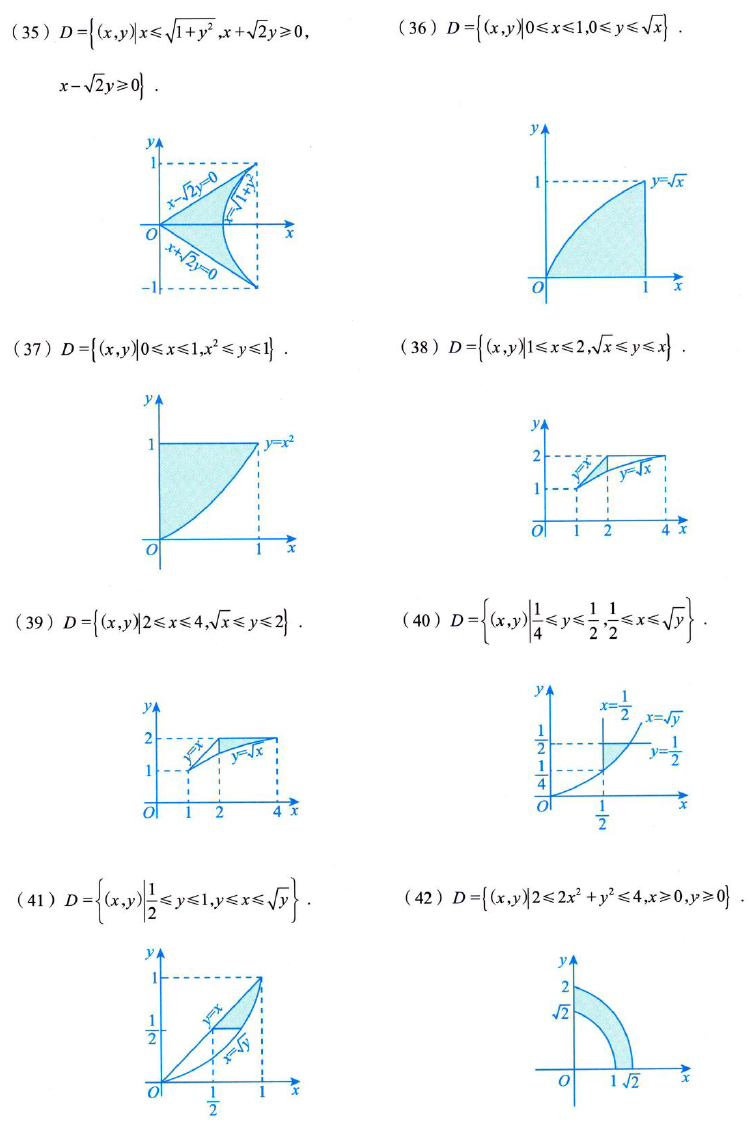 (35) D={(x,y)|x≤√(1+y²),x+√2y≥0,
x-√2y≥0}.
y
1
x-√2y=0
x=√(1+y²)
O
x
x+√2y=0
-1
(36) D={(x,y)|0≤x≤1,0≤y≤√x}.
y
1
y=√x
O
1
x
(37) D={(x,y)|0≤x≤1,x²≤y≤1}.
y
1
y=x²
O
1
x
(38) D={(x,y)|1≤x≤2,√x≤y≤x}.
y
2
y=x
y=√x
1
O
1
2
4
x
(39) D={(x,y)|2≤x≤4,√x≤y≤2}.
y
2
y=x
y=√x
1
O
1
2
4
x
(40) D={(x,y)|1/4≤y≤1/2,1/2≤x≤√y}.
y
x=1/2
x=√y
1/2
y=1/2
1/4
O
1/2
x
(41) D={(x,y)|1/2≤y≤1,y≤x≤√y}.
y
1
y=x
1/2
x=√y
O
1/2
1
x
(42) D={(x,y)|2≤2x²+y²≤4,x≥0,y≥0}.
y
2
√2
O
1
√2
x